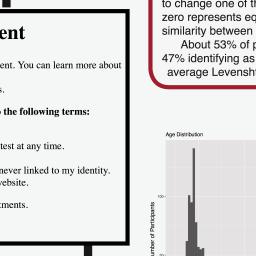 ent
ent. You can learn more about
s.
the following terms:
test at any time.
never linked to my identity.
website.
tments.
to change one of th
zero represents eq
similarity between
About 53% of p
47% identifying as
average Levensht
Age Distribution
100
umber of Participants